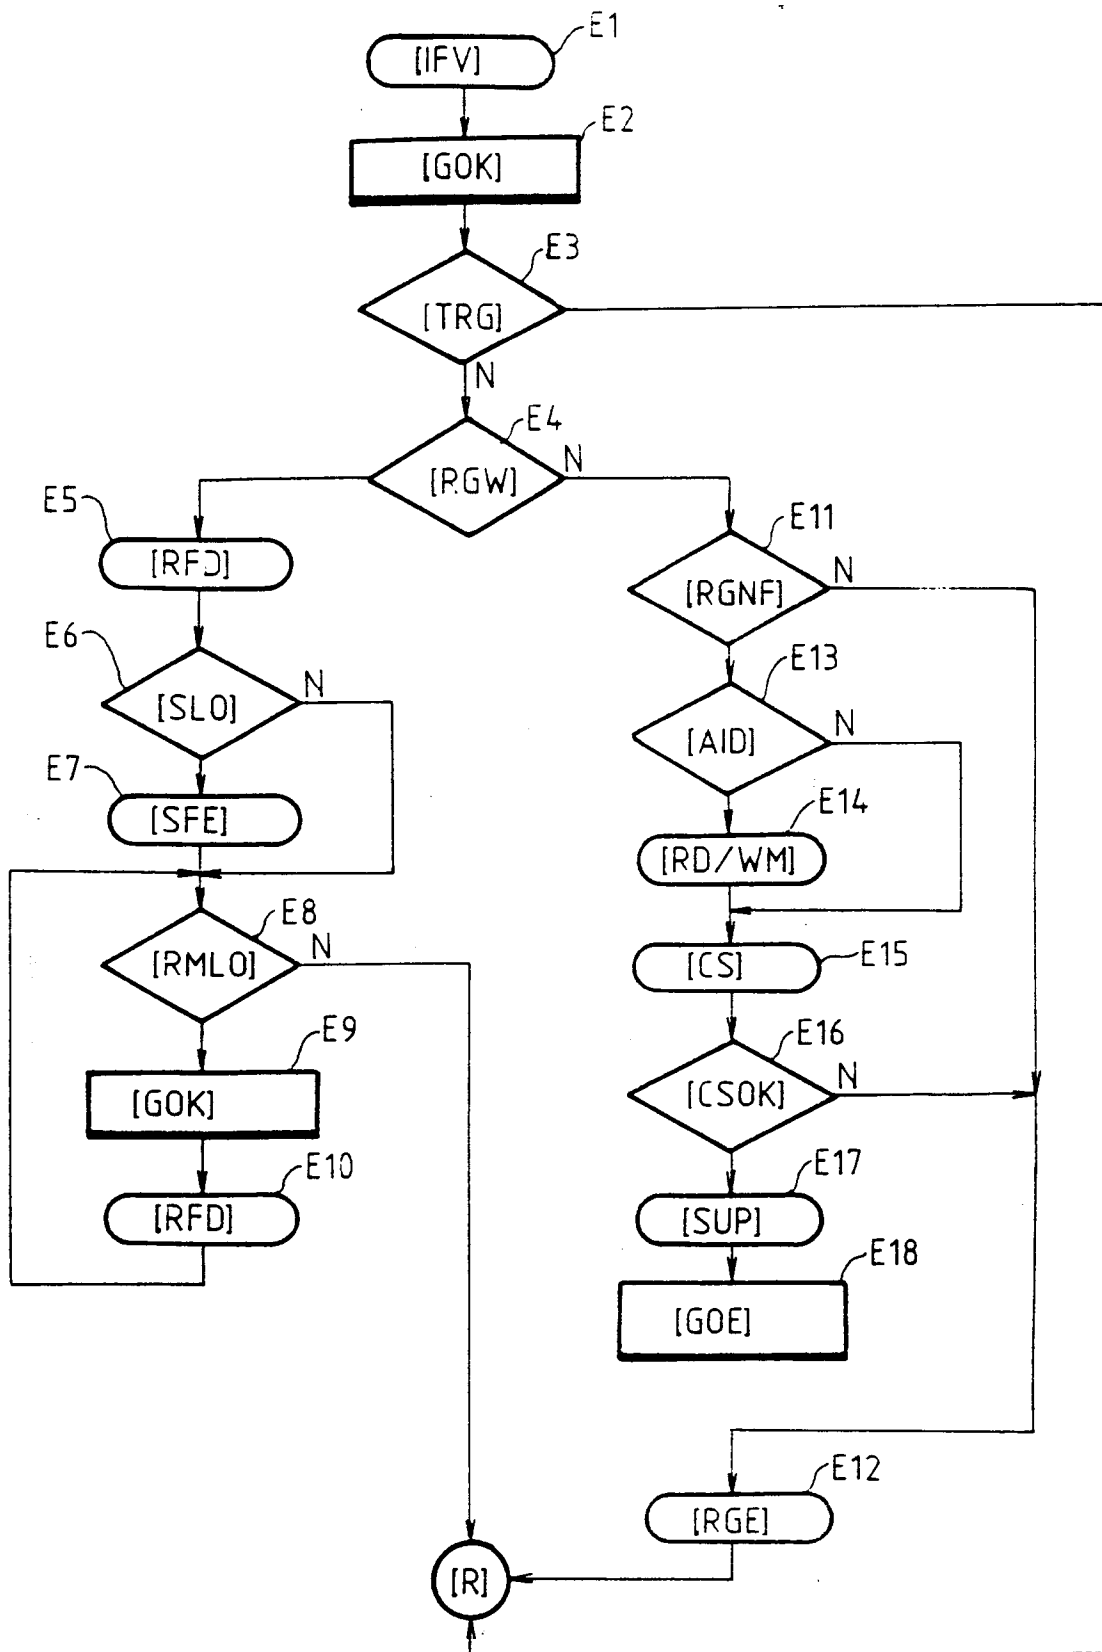 E1
[IFV]
E2
[GOK]
E3
[TRG]
N
E4
[RGW]
N
E5
[RFD]
E6
[SLO]
N
E7
[SFE]
E8
[RMLO]
N
E9
[GOK]
E10
[RFD]
E11
[RGNF]
N
E13
[AID]
N
E14
[RD/WM]
E15
[CS]
E16
[CSOK]
N
E17
[SUP]
E18
[GOE]
E12
[RGE]
[R]